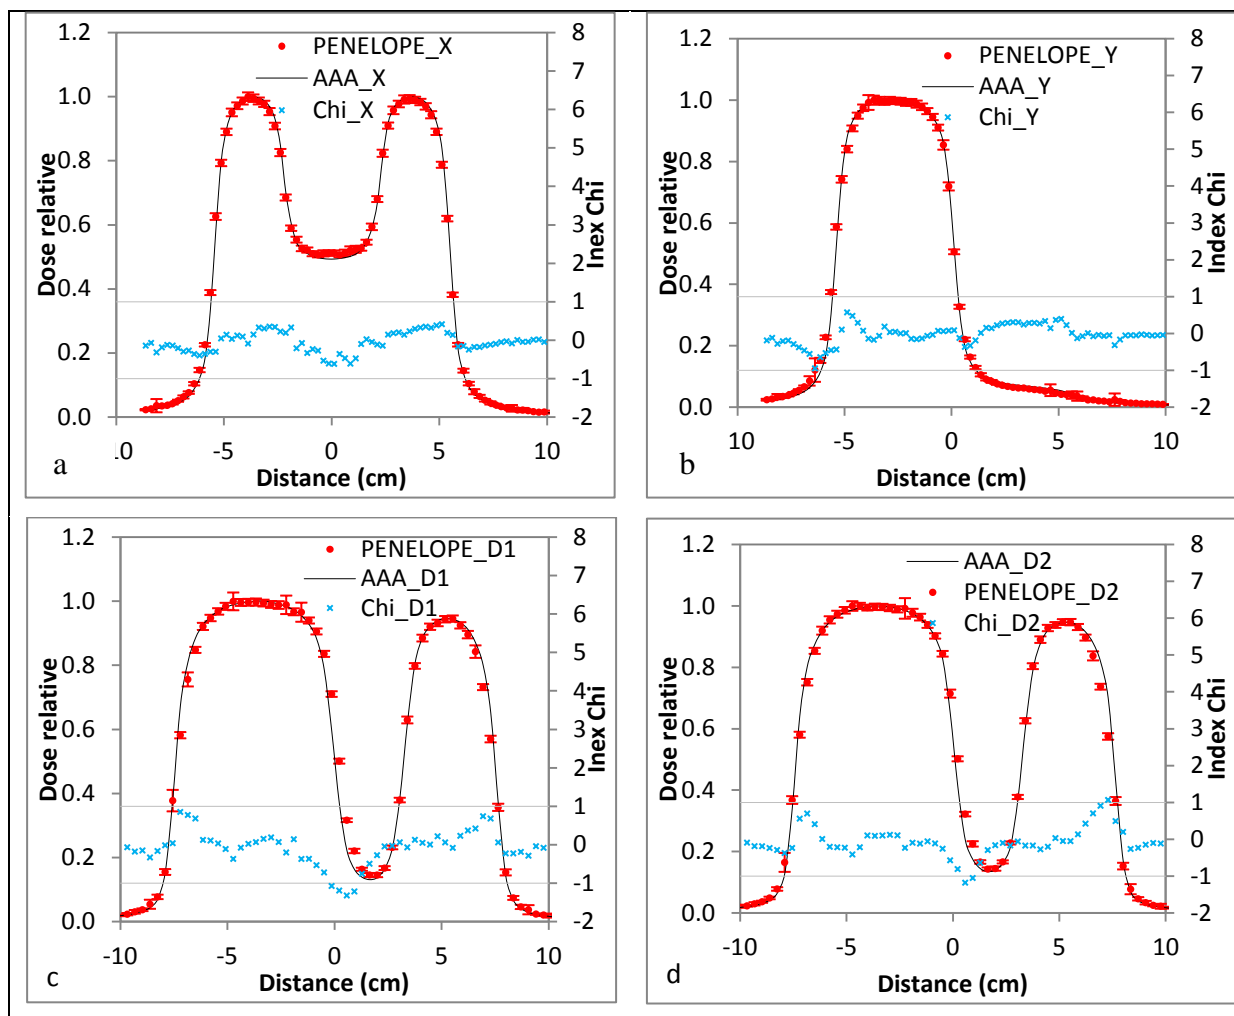 1.2
1.0
0.8
0.6
0.4
0.2
0.0
Dose relative
8
7
6
5
4
3
2
1
0
-1
-2
Inex Chi
PENELOPE_X
AAA_X
Chi_X
10 -5 0 5 10
Distance (cm)
a
1.2
1.0
0.8
0.6
0.4
0.2
0.0
Dose relative
8
7
6
5
4
3
2
1
0
-1
-2
Index Chi
PENELOPE_Y
AAA_Y
Chi_Y
10 -5 0 5 10
Distance (cm)
b
1.2
1.0
0.8
0.6
0.4
0.2
0.0
Dose relative
8
7
6
5
4
3
2
1
0
-1
-2
Inex Chi
PENELOPE_D1
AAA_D1
Chi_D1
-10 -5 0 5 10
Distance (cm)
c
1.2
1.0
0.8
0.6
0.4
0.2
0.0
Dose relative
8
7
6
5
4
3
2
1
0
-1
-2
Index Chi
AAA_D2
PENELOPE_D2
Chi_D2
-10 -5 0 5 10
Distance (cm)
d